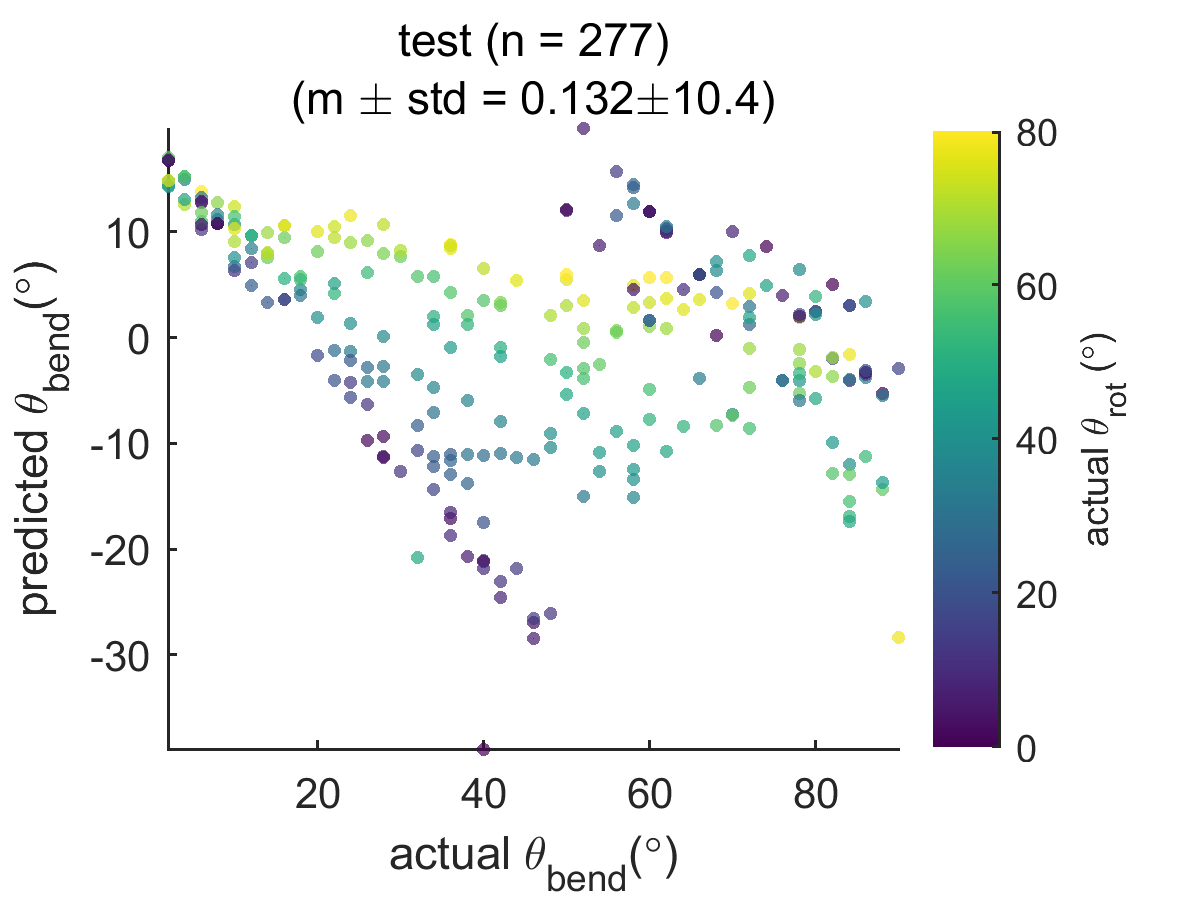 test (n = 277)
(m ± std = 0.132±10.4)
10
0
-10
-20
-30
predicted θbend(°)
20
40
60
80
actual θbend(°)
80
60
40
20
0
actual θrot (°)